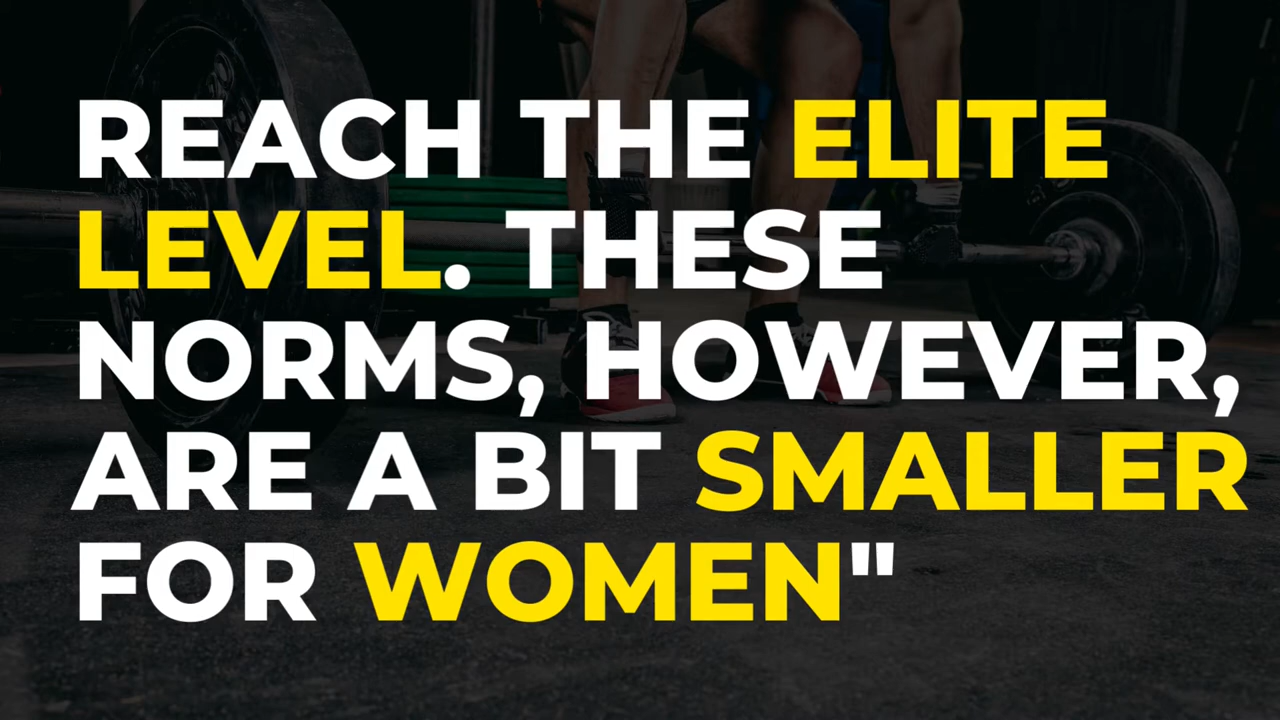 REACH THE ELITE
LEVEL. THESE
NORMS, HOWEVER,
ARE A BIT SMALLER
FOR WOMEN"